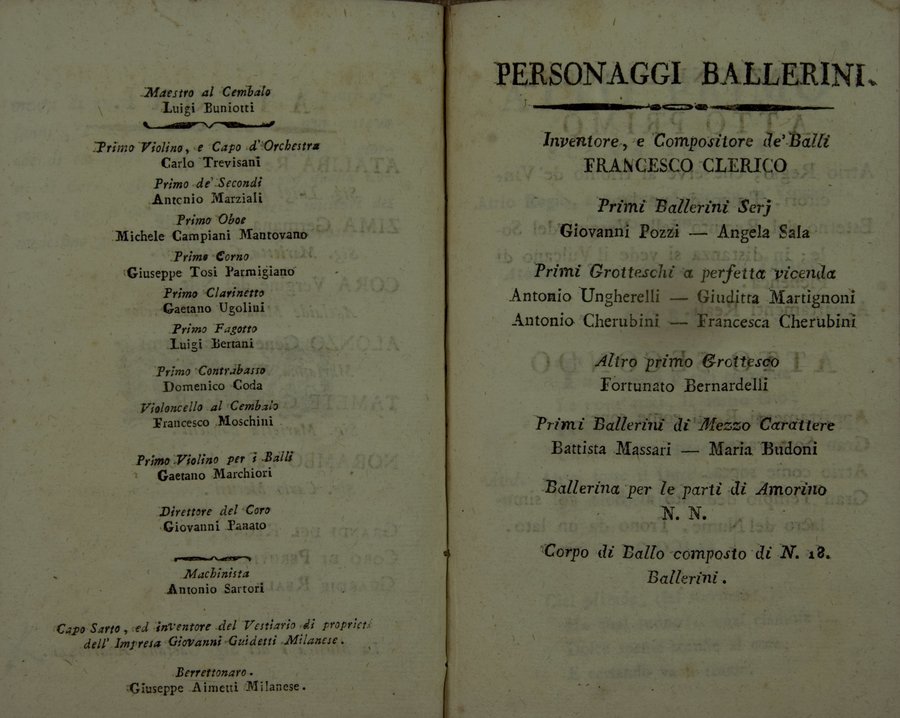 Maestro al Cembalo
Luigi Buniotti
Primo Violino, e Capo d'Orchestra
Carlo Trevisani
Primo de' Secondi
Antonio Marziali
Primo Oboe
Michele Campiani Mantovano
Primo Corno
Giuseppe Tosi Parmigiano
Primo Clarinetto
Gaetano Ugolini
Primo Fagotto
Luigi Bertani
Primo Contrabasso
Domenico Coda
Violoncello al Cembalo
Francesco Moschini
Primo Violino per i Balli
Gaetano Marchiori
Direttore del Coro
Giovanni Panato
Machinista
Antonio Sartori
Capo Sarto, ed inventore del Vestiario di proprietà
dell' Impresa Giovanni Guidetti Milanese.
Berrettonaro.
Giuseppe Aimetti Milanese.
PERSONAGGI BALLERINI.
Inventore, e Compositore de' Balli
FRANCESCO CLERICO
Primi Ballerini Serj
Giovanni Pozzi — Angela Sala
Primi Grotteschi a perfetta vicenda
Antonio Ungherelli — Giuditta Martignoni
Antonio Cherubini — Francesca Cherubini
Altro primo Grottesco
Fortunato Bernardelli
Primi Ballerini di Mezzo Carattere
Battista Massari — Maria Budoni
Ballerina per le parti di Amorino
N. N.
Corpo di Ballo composto di N. 18.
Ballerini.